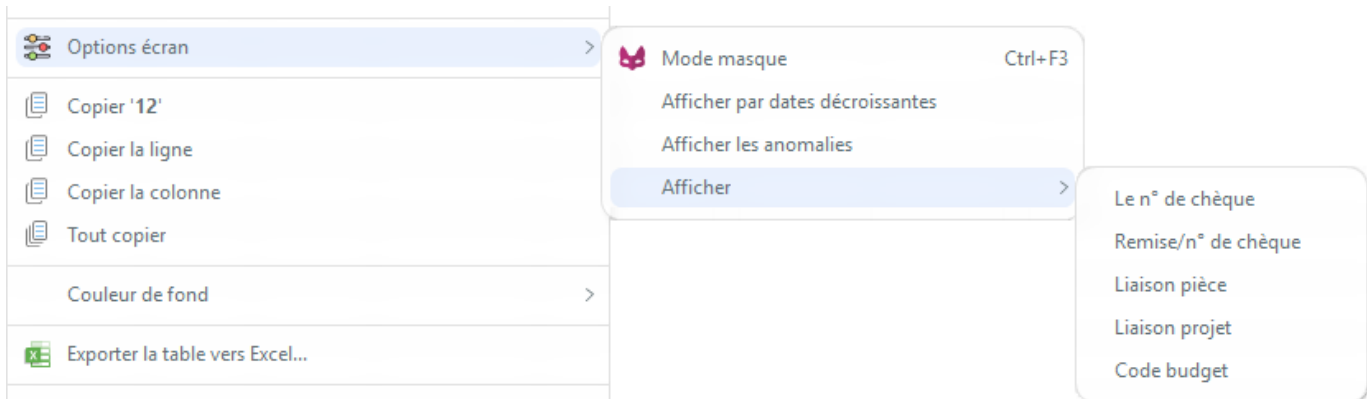 Options écran
Copier '12'
Copier la ligne
Copier la colonne
Tout copier
Couleur de fond
Exporter la table vers Excel...
Mode masque Ctrl+F3
Afficher par dates décroissantes
Afficher les anomalies
Afficher
Le n° de chèque
Remise/n° de chèque
Liaison pièce
Liaison projet
Code budget